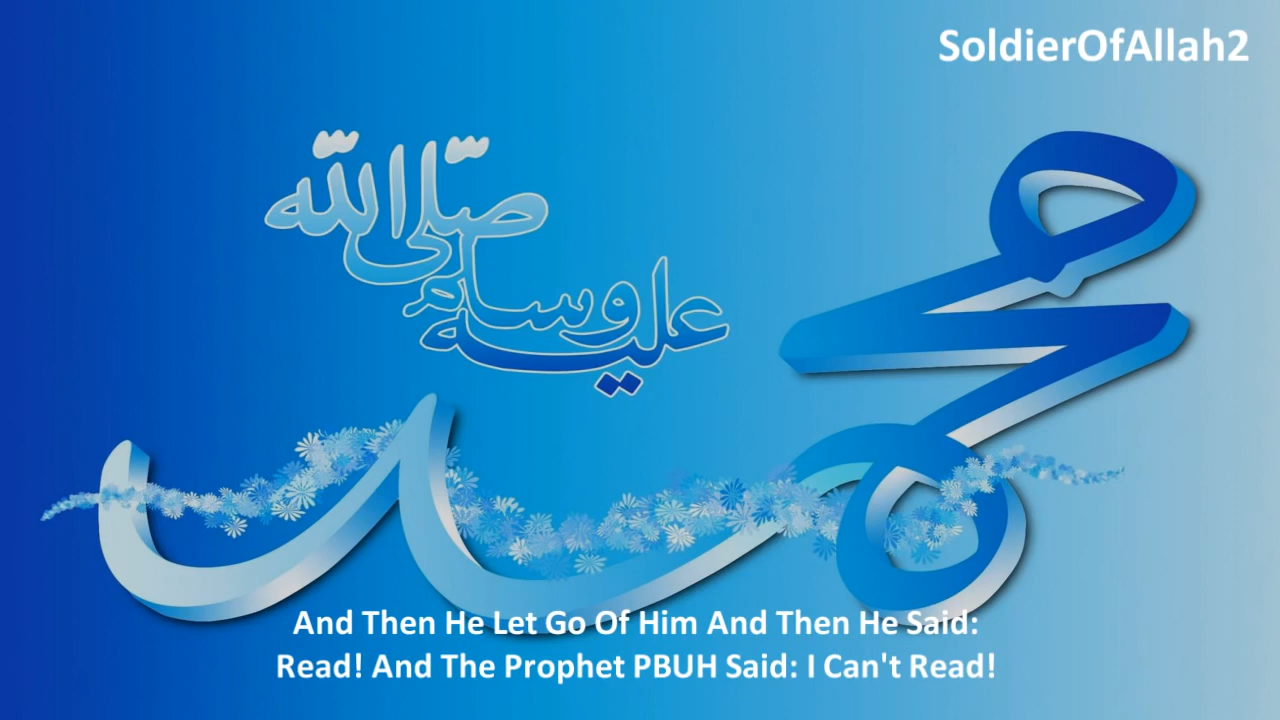 SoldierOfAllah2
صلى الله
عليه وسلم
محمد
And Then He Let Go Of Him And Then He Said:
Read! And The Prophet PBUH Said: I Can't Read!